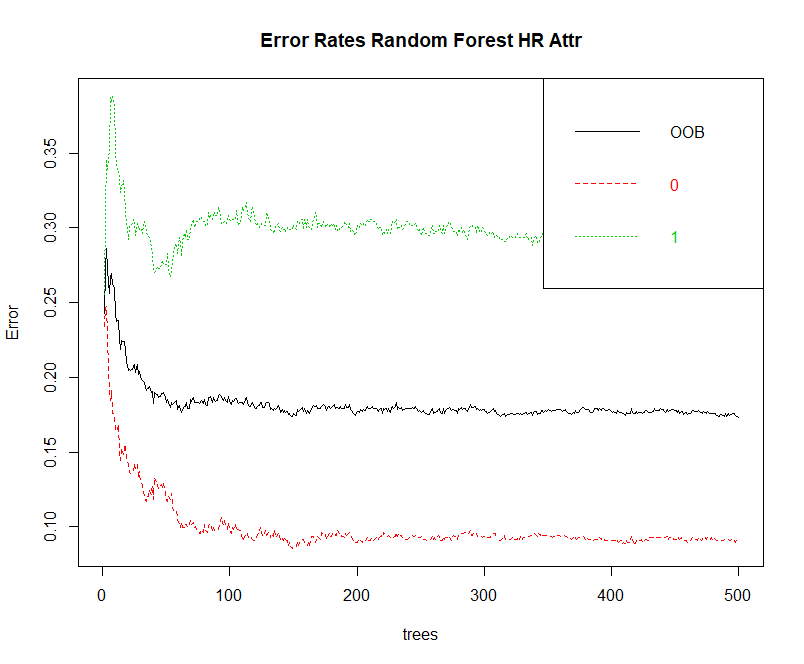 Error Rates Random Forest HR Attr
OOB
0
1
Error
0.10 0.15 0.20 0.25 0.30 0.35
0 100 200 300 400 500
trees